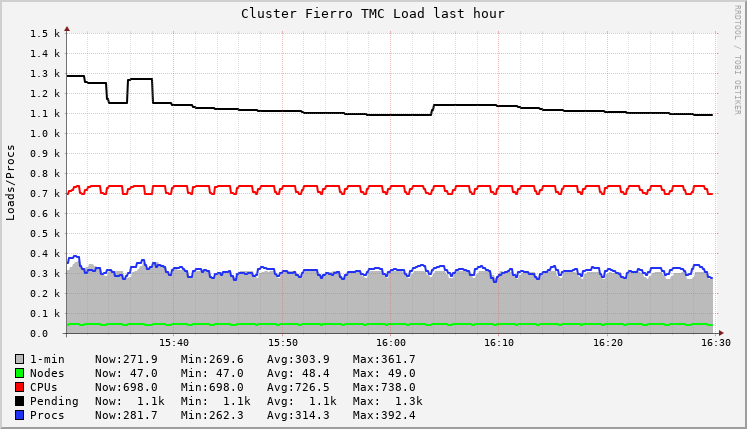 Cluster Fierro TMC Load last hour
RRDTOOL / TOBI OETIKER
Loads/Procs
1.5 k
1.4 k
1.3 k
1.2 k
1.1 k
1.0 k
0.9 k
0.8 k
0.7 k
0.6 k
0.5 k
0.4 k
0.3 k
0.2 k
0.1 k
0.0
15:40 15:50 16:00 16:10 16:20 16:30
1-min Now:271.9 Min:269.6 Avg:303.9 Max:361.7
Nodes Now: 47.0 Min: 47.0 Avg: 48.4 Max: 49.0
CPUs Now:698.0 Min:698.0 Avg:726.5 Max:738.0
Pending Now: 1.1k Min: 1.1k Avg: 1.1k Max: 1.3k
Procs Now:281.7 Min:262.3 Avg:314.3 Max:392.4